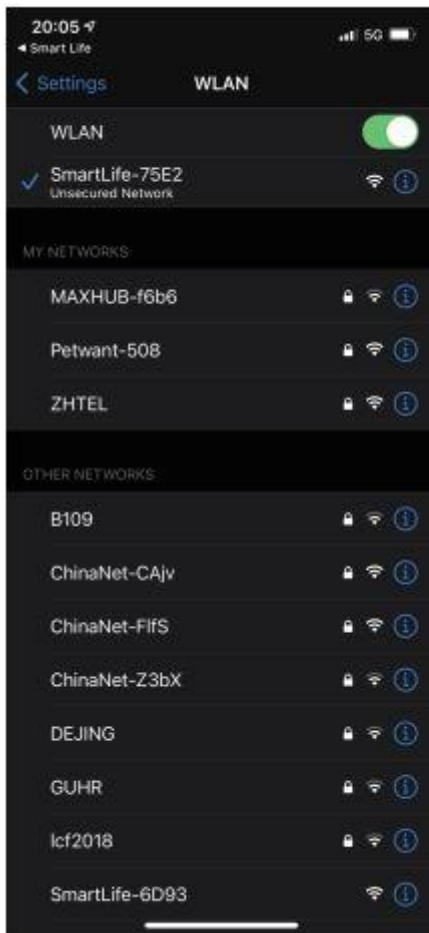 20:05
5G
Smart Life
Settings
WLAN
WLAN
SmartLife-75E2
Unsecured Network
MY NETWORKS
MAXHUB-f6b6
Petwant-508
ZHTEL
OTHER NETWORKS
B109
ChinaNet-CAjv
ChinaNet-FlfS
ChinaNet-Z3bX
DEJING
GUHR
lcf2018
SmartLife-6D93